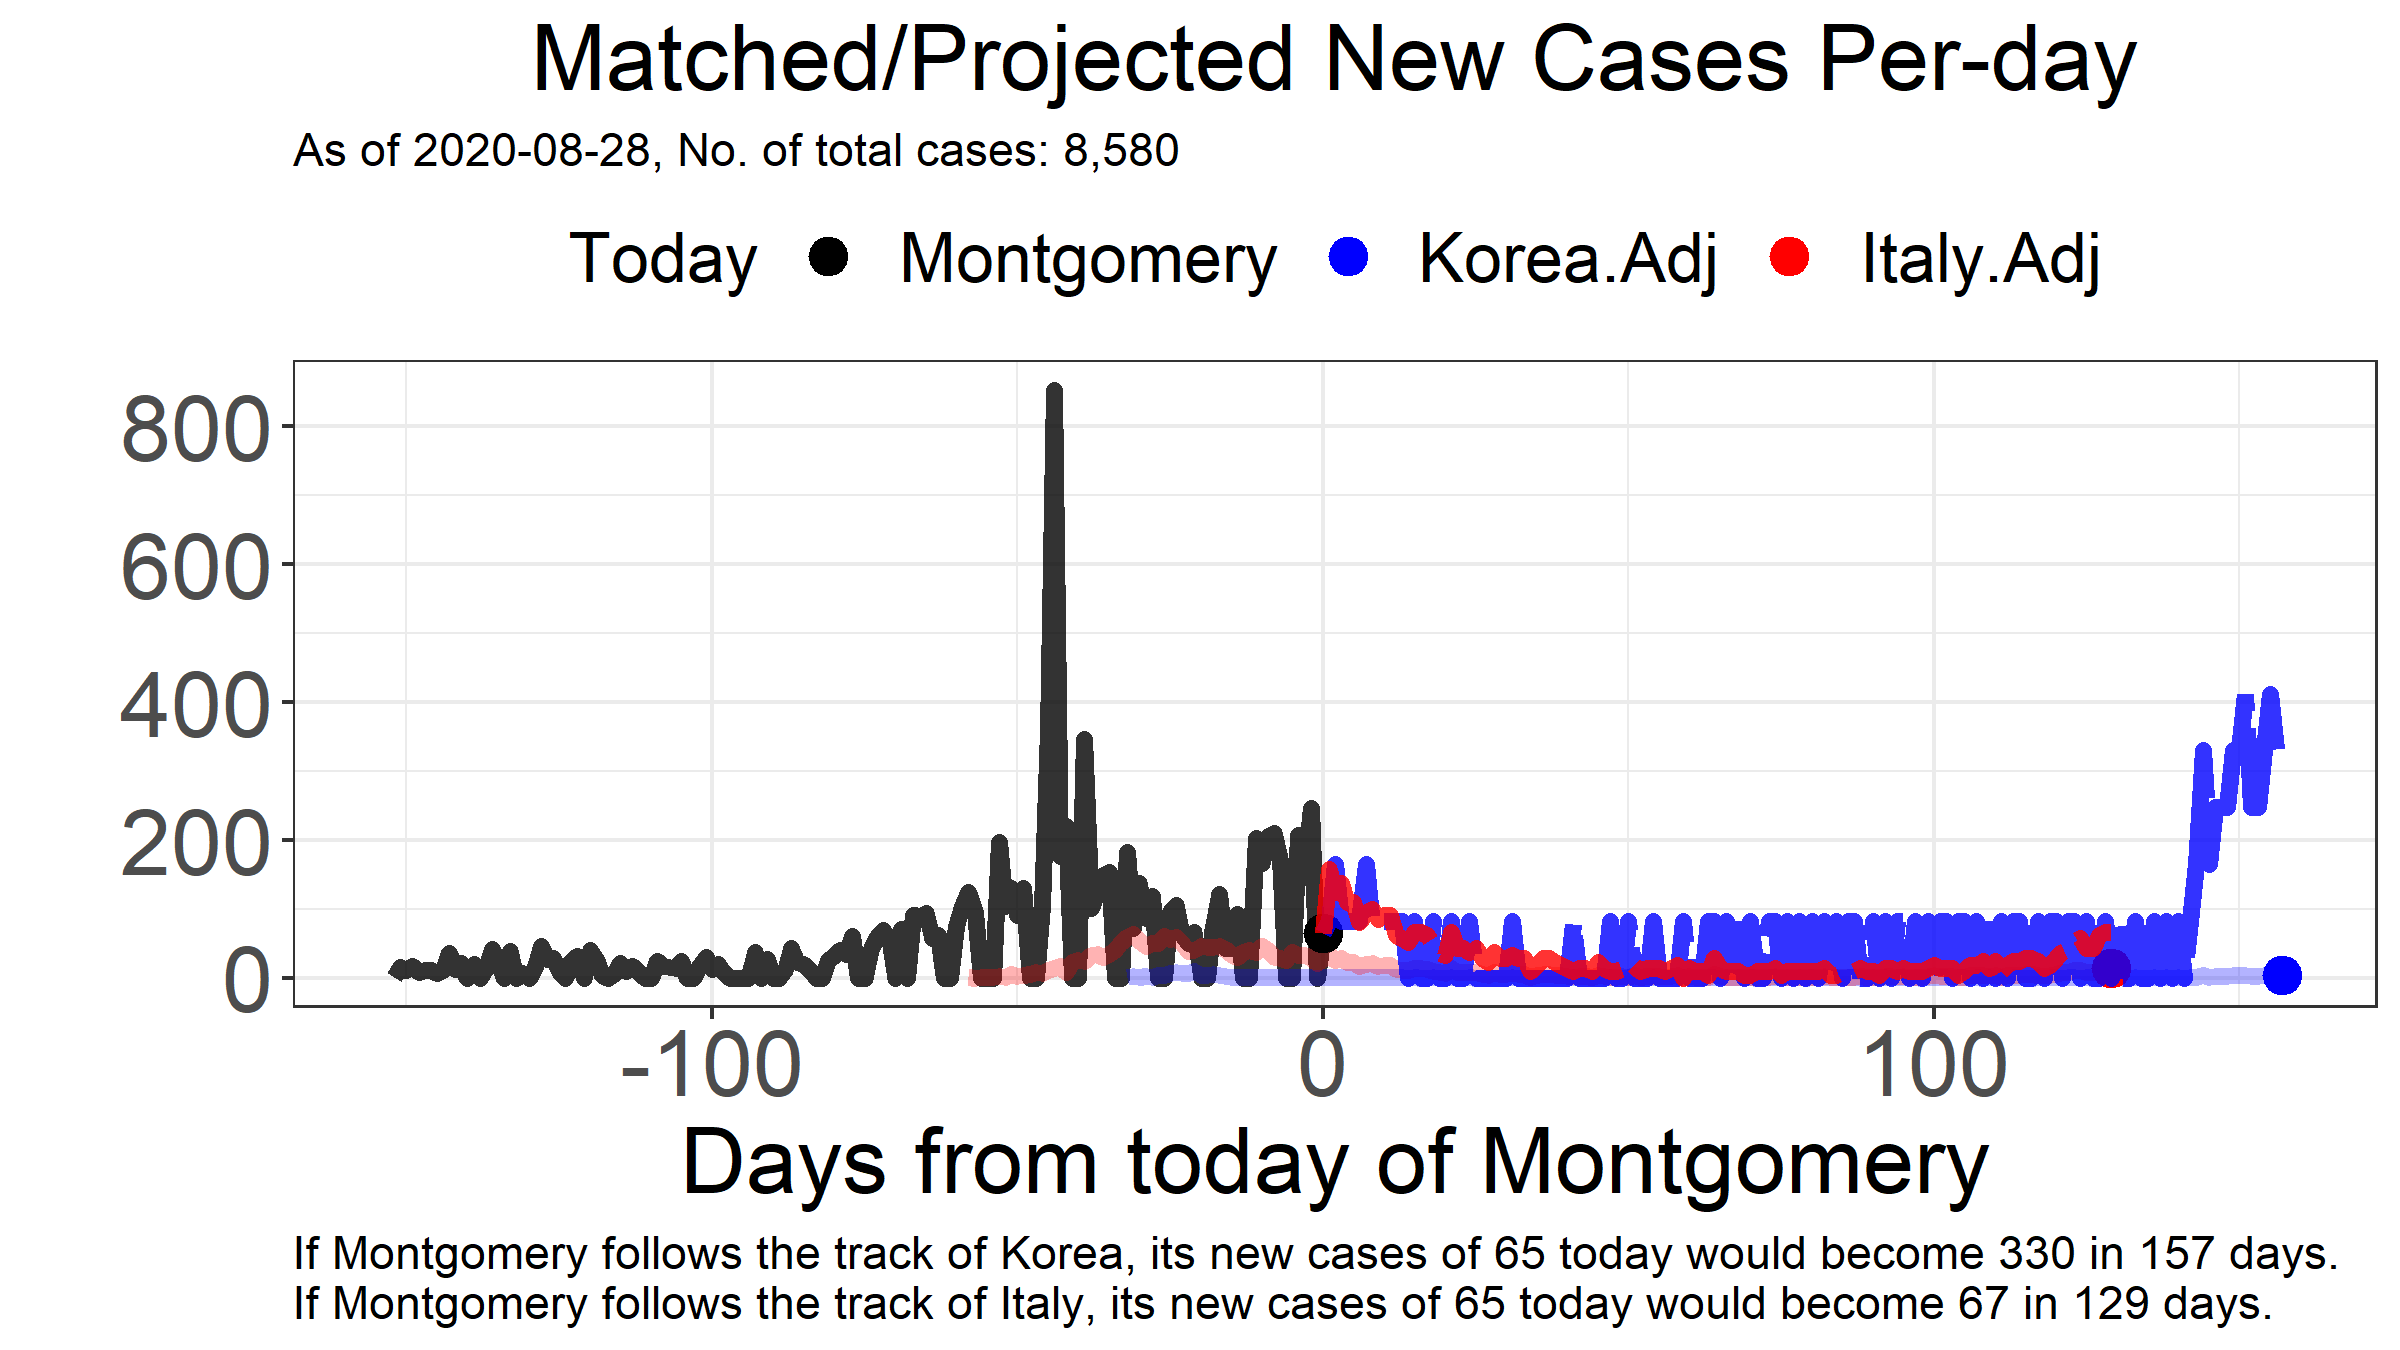 Matched/Projected New Cases Per-day
As of 2020-08-28, No. of total cases: 8,580
Today Montgomery Korea.Adj Italy.Adj
800
600
400
200
0
-100 0 100
Days from today of Montgomery
If Montgomery follows the track of Korea, its new cases of 65 today would become 330 in 157 days.
If Montgomery follows the track of Italy, its new cases of 65 today would become 67 in 129 days.